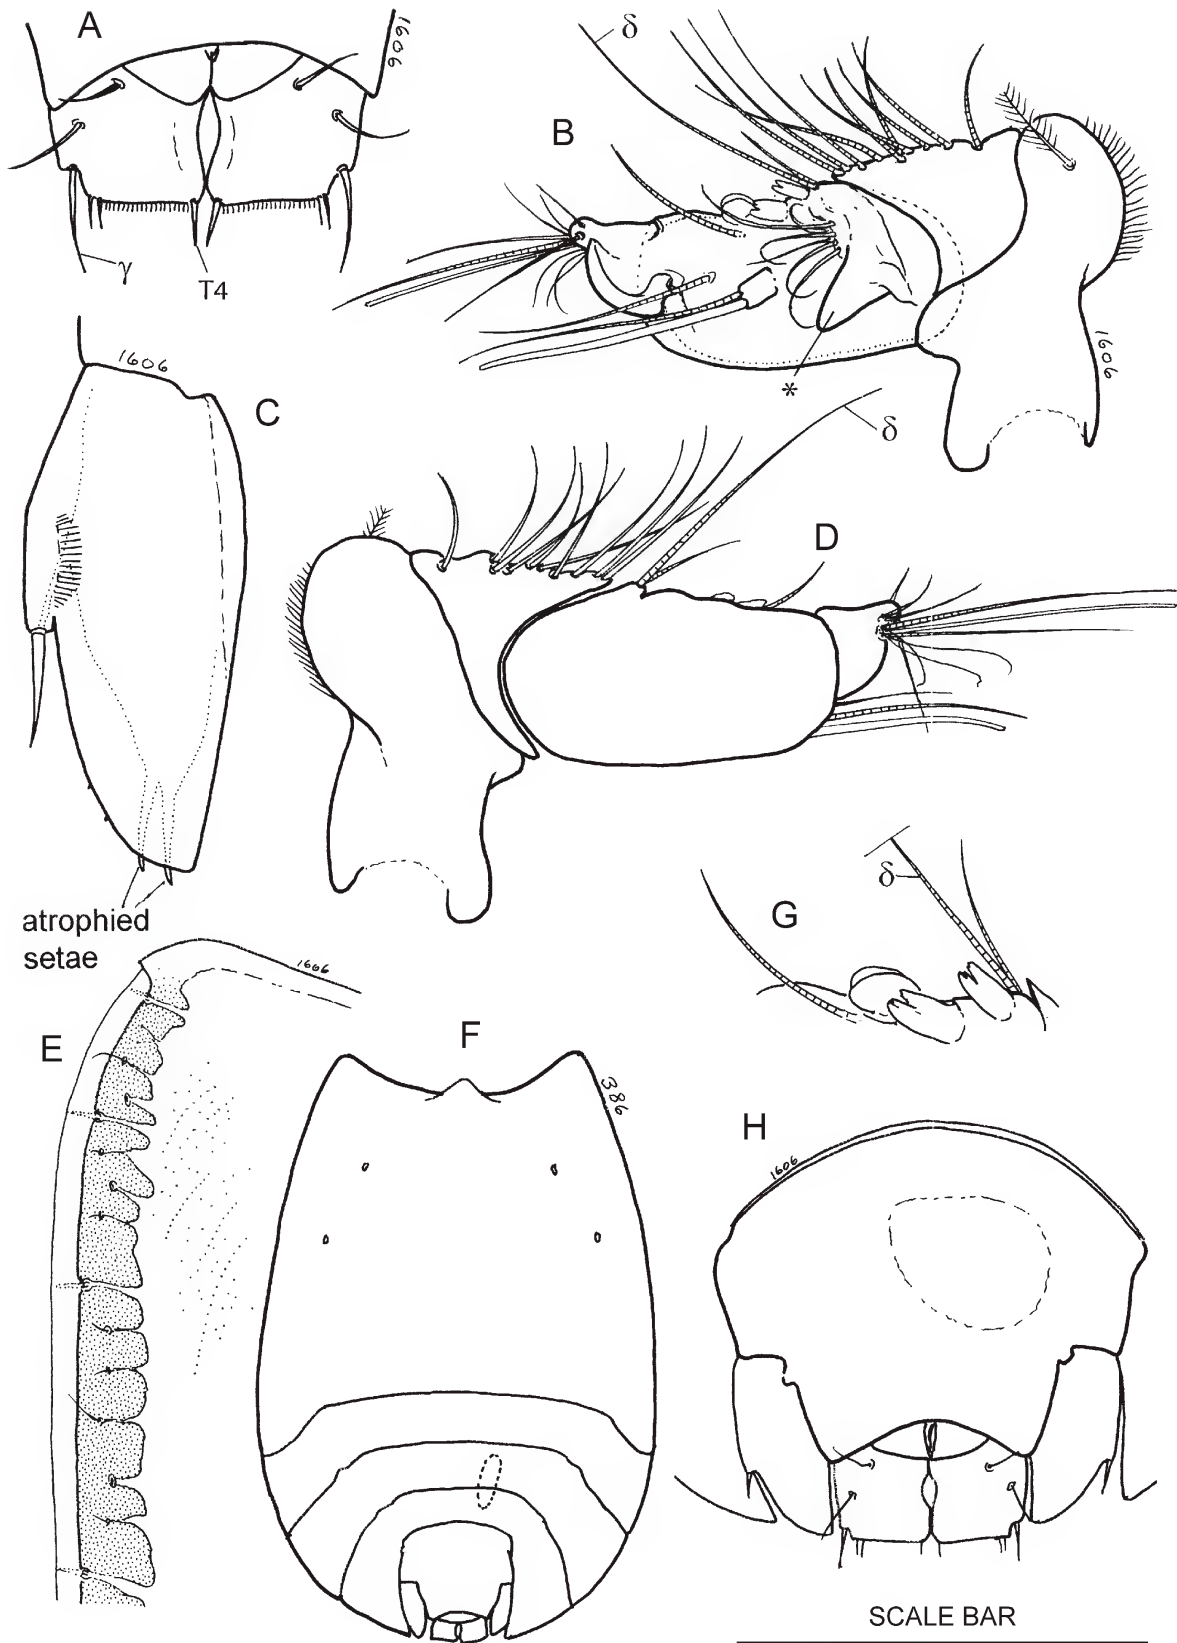 A
1606
δ
B
γ
T4
1606
C
*
1606
δ
D
atrophied
setae
δ
G
1606
E
F
386
H
1606
SCALE BAR